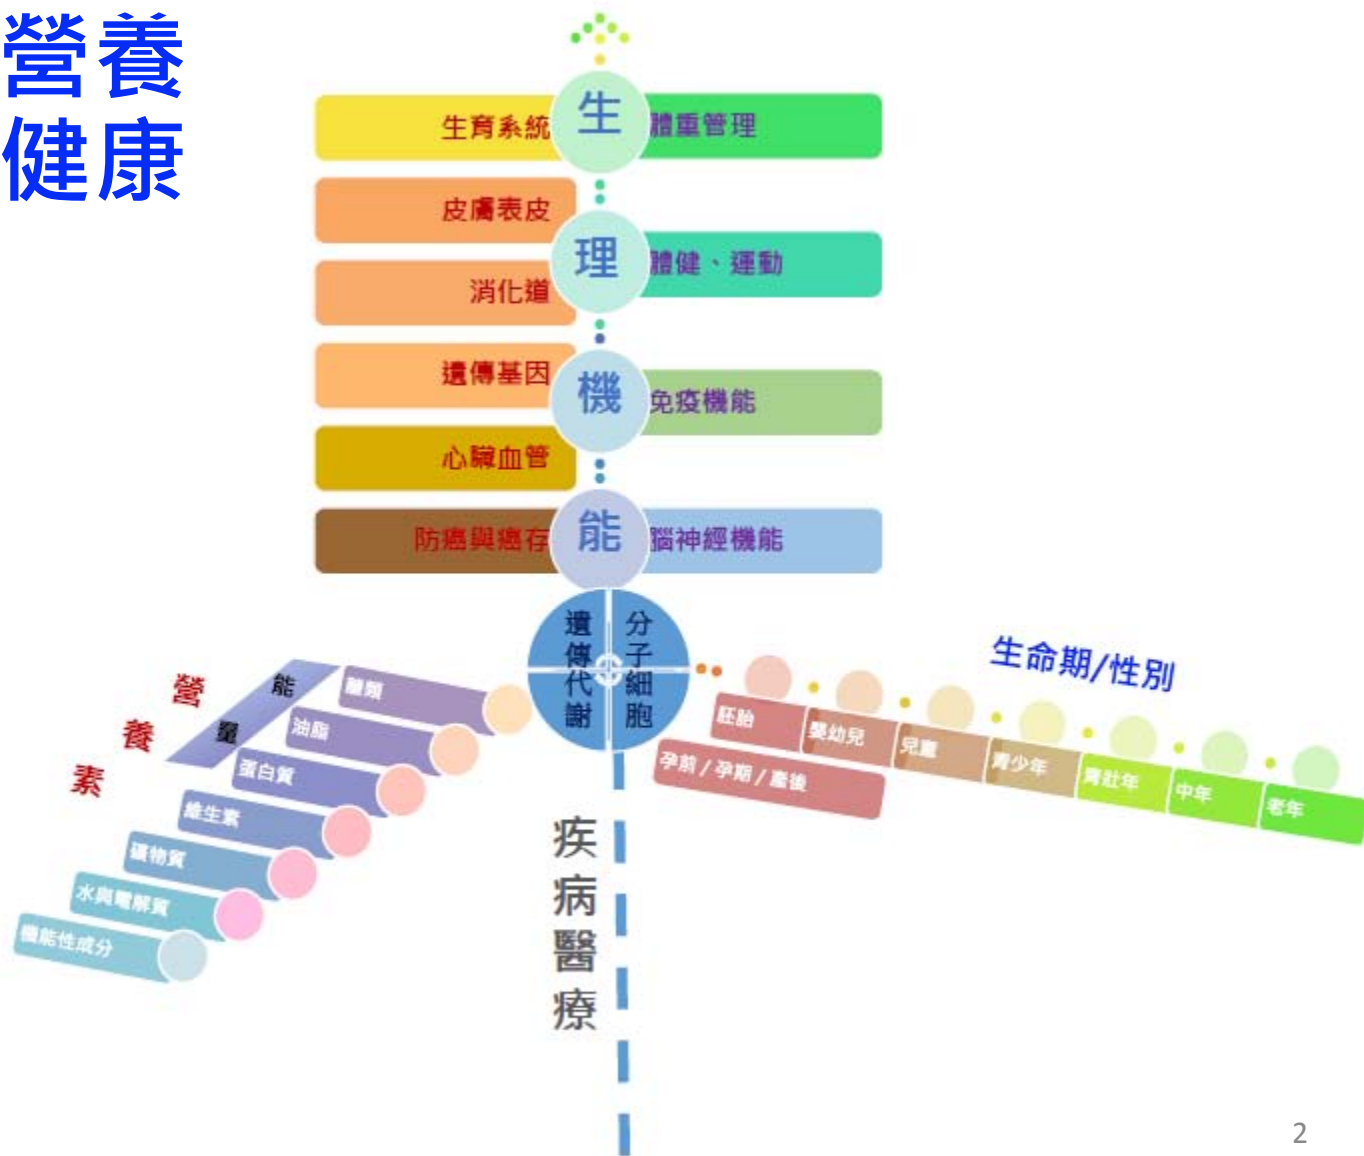 營養
健康
生理機能
生育系統
皮膚表皮
消化道
遺傳基因
心臟血管
防癌與癌存
體重管理
體健、運動
免疫機能
腦神經機能
遺傳代謝
分子細胞
營養素
能量
醣類
油脂
蛋白質
維生素
礦物質
水與電解質
機能性成分
生命期/性別
胚胎
嬰幼兒
兒童
青少年
青壯年
中年
老年
孕前/孕期/產後
疾病醫療
2